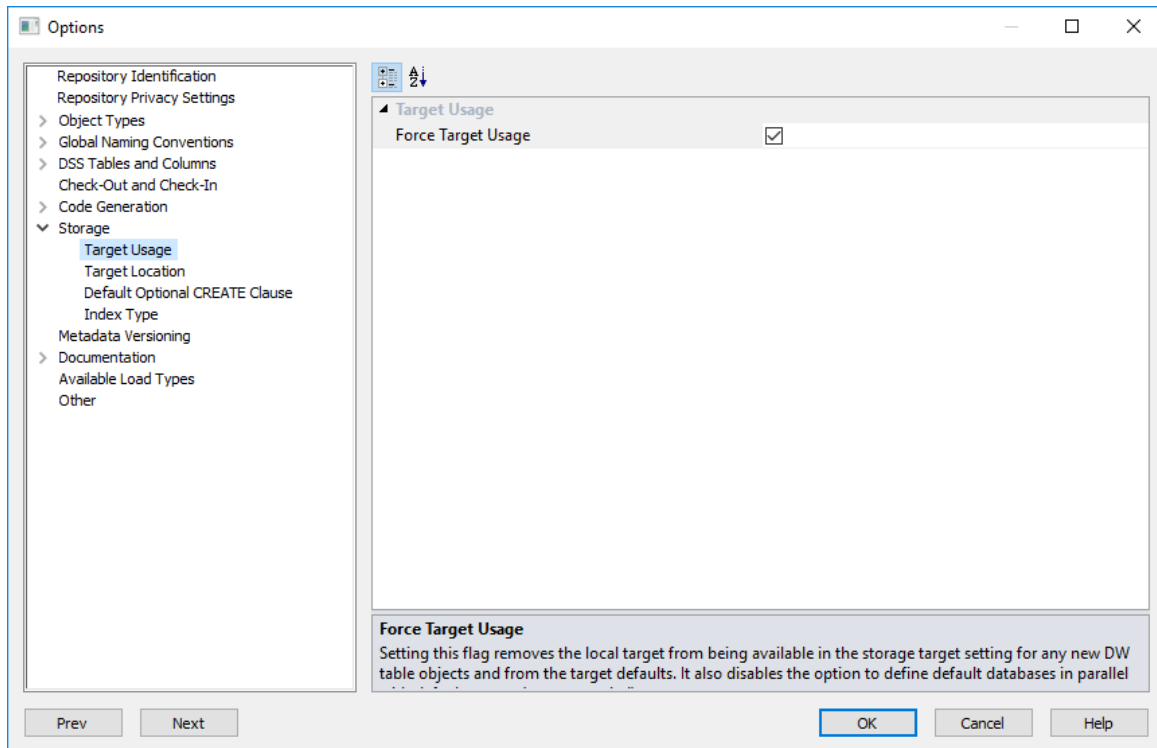 Options
Repository Identification
Repository Privacy Settings
Object Types
Global Naming Conventions
DSS Tables and Columns
Check-Out and Check-In
Code Generation
Storage
Target Usage
Target Location
Default Optional CREATE Clause
Index Type
Metadata Versioning
Documentation
Available Load Types
Other
Target Usage
Force Target Usage
Force Target Usage
Setting this flag removes the local target from being available in the storage target setting for any new DW
table objects and from the target defaults. It also disables the option to define default databases in parallel
Prev
Next
OK
Cancel
Help